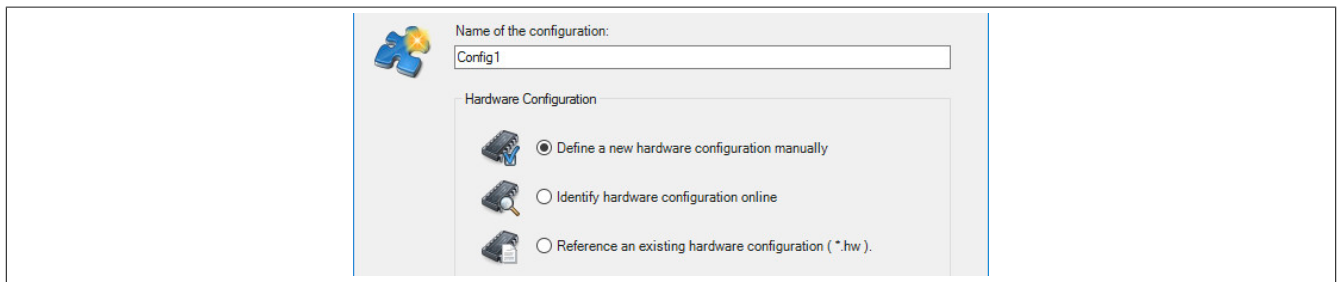 Name of the configuration:
Config1
Hardware Configuration
Define a new hardware configuration manually
Identify hardware configuration online
Reference an existing hardware configuration ( *.hw ).